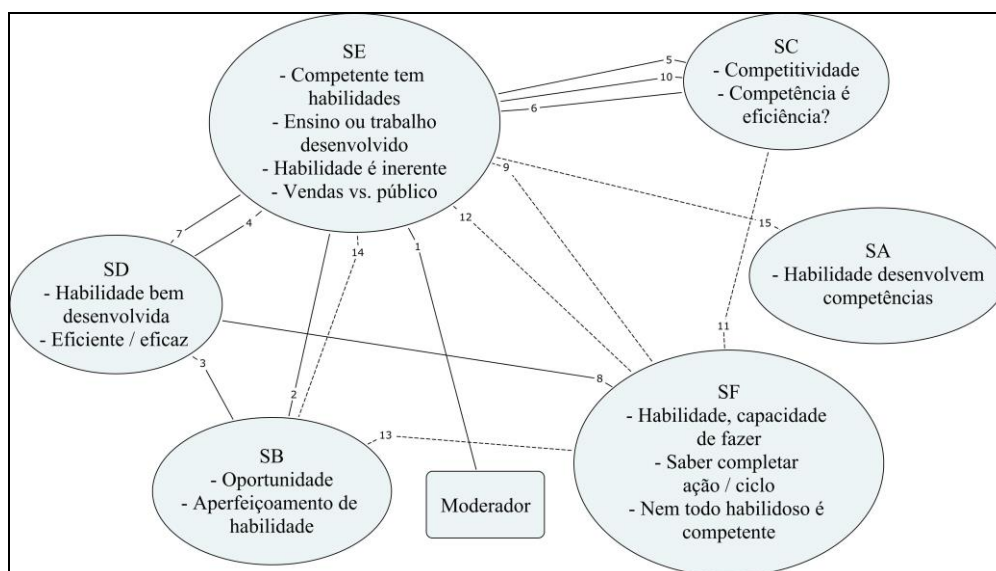 SE
- Competente tem
habilidades
- Ensino ou trabalho
desenvolvido
- Habilidade é inerente
- Vendas vs. público
SC
- Competitividade
- Competência é
eficiência?
5
10
6
9
7
4
12
14
1
15
SD
- Habilidade bem
desenvolvida
- Eficiente / eficaz
SA
- Habilidade desenvolvem
competências
11
3
2
8
13
SB
- Oportunidade
- Aperfeiçoamento de
habilidade
Moderador
SF
- Habilidade, capacidade
de fazer
- Saber completar
ação / ciclo
- Nem todo habilidoso é
competente